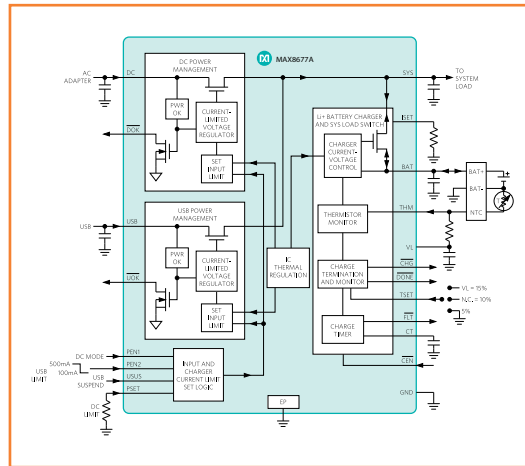 MAX8677A
DC POWER
MANAGEMENT
AC
ADAPTER
DC
SYS
TO
SYSTEM
LOAD
PWR
OK
CURRENT-
LIMITED
VOLTAGE
REGULATOR
DOK
SET
INPUT
LIMIT
Li+ BATTERY CHARGER
AND SYS LOAD SWITCH
ISET
CHARGER
CURRENT-
VOLTAGE
CONTROL
BAT
BAT+
BAT-
NTC
T
THM
THERMISTOR
MONITOR
VL
USB POWER
MANAGEMENT
USB
USB
PWR
OK
CURRENT-
LIMITED
VOLTAGE
REGULATOR
UOK
SET
INPUT
LIMIT
IC
THERMAL
REGULATION
CHARGE
TERMINATION
AND MONITOR
CHG
DONE
TSET
VL = 15%
N.C. = 10%
5%
CHARGE
TIMER
FLT
CT
CEN
GND
DC MODE
PEN1
500mA
100mA
USB
LIMIT
PEN2
USB
SUSPEND
USUS
PSET
DC
LIMIT
INPUT AND
CHARGER
CURRENT LIMIT
SET LOGIC
EP